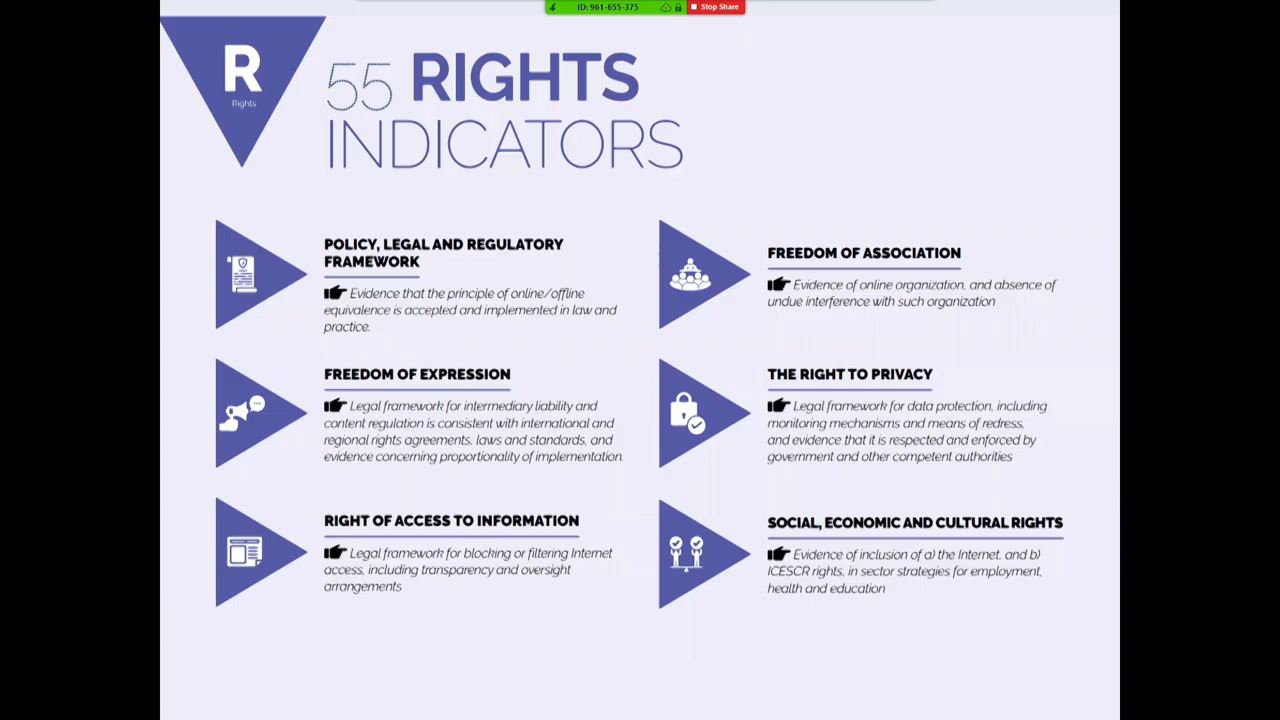 ID: 961-655-375
Stop Share
R
Rights
55 RIGHTS
INDICATORS
POLICY, LEGAL AND REGULATORY
FRAMEWORK
Evidence that the principle of online/offline
equivalence is accepted and implemented in law and
practice.
FREEDOM OF EXPRESSION
Legal framework for intermediary liability and
content regulation is consistent with international and
regional rights agreements, laws and standards, and
evidence concerning proportionality of implementation.
RIGHT OF ACCESS TO INFORMATION
Legal framework for blocking or filtering Internet
access, including transparency and oversight
arrangements
FREEDOM OF ASSOCIATION
Evidence of online organization, and absence of
undue interference with such organization
THE RIGHT TO PRIVACY
Legal framework for data protection, including
monitoring mechanisms and means of redress,
and evidence that it is respected and enforced by
government and other competent authorities
SOCIAL, ECONOMIC AND CULTURAL RIGHTS
Evidence of inclusion of a) the Internet, and b)
ICESCR rights, in sector strategies for employment,
health and education